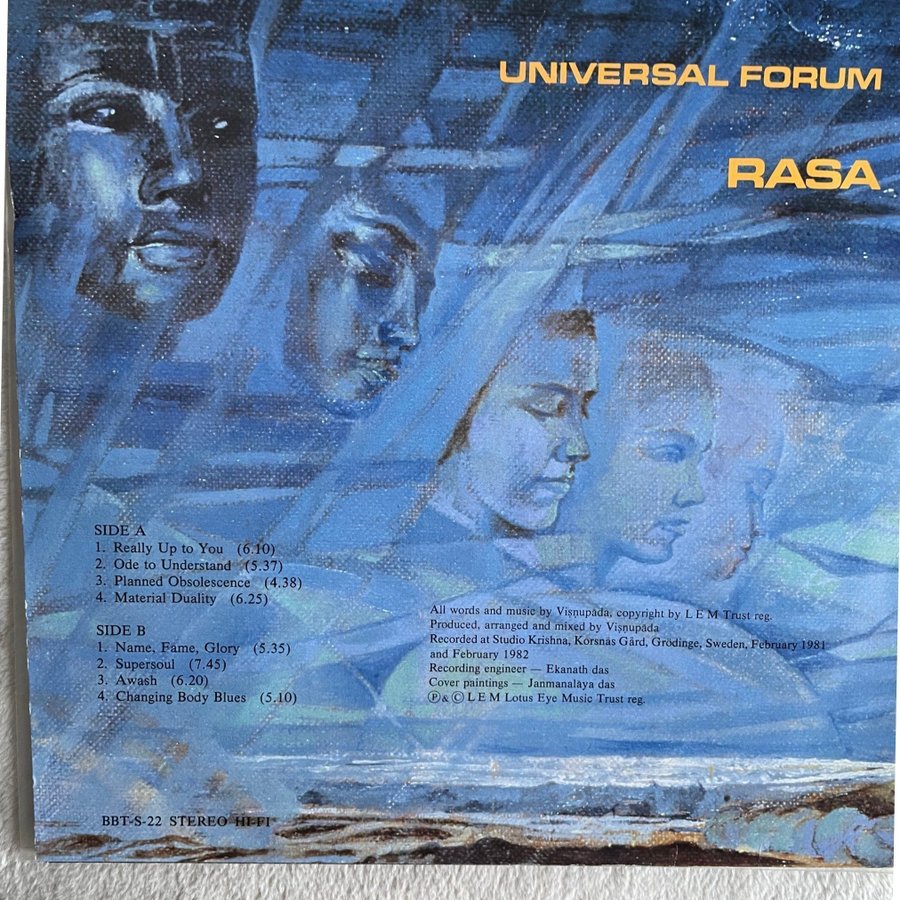 UNIVERSAL FORUM
RASA
SIDE A
1. Really Up to You (6.10)
2. Ode to Understand (5.37)
3. Planned Obsolescence (4.38)
4. Material Duality (6.25)
SIDE B
1. Name, Fame, Glory (5.35)
2. Supersoul (7.45)
3. Awash (6.20)
4. Changing Body Blues (5.10)
All words and music by Viṣṇupāda, copyright by L E M Trust reg.
Produced, arranged and mixed by Viṣṇupāda
Recorded at Studio Krishna, Korsnäs Gård, Grödinge, Sweden, February 1981
and February 1982
Recording engineer — Ekanath das
Cover paintings — Janmanalāya das
Ⓟ & Ⓒ L E M Lotus Eye Music Trust reg.
BBT-S-22 STEREO HI-FI